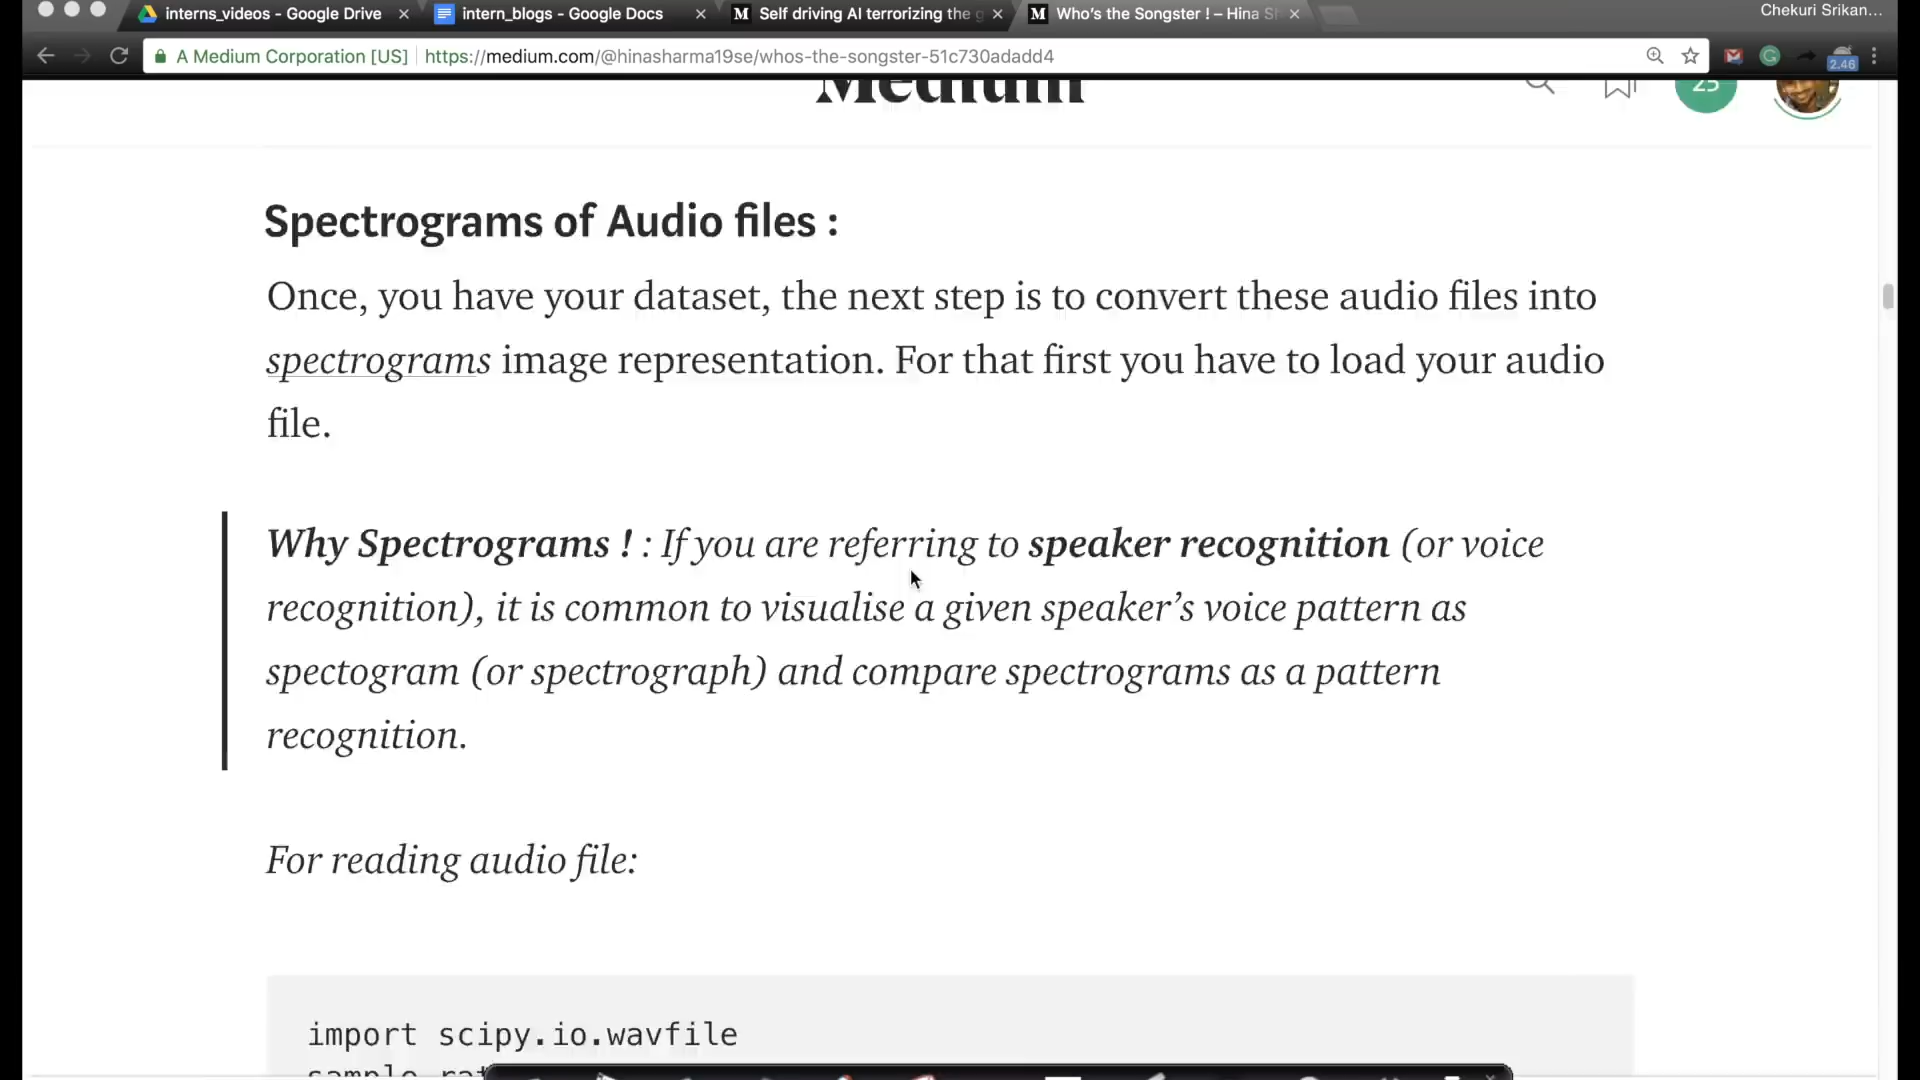 interns_videos - Google Drive
intern_blogs - Google Docs
Self driving AI terrorizing the g
Who's the Songster ! – Hina S
Chekuri Srikan...
A Medium Corporation [US]
https://medium.com/@hinasharma19se/whos-the-songster-51c730adadd4
2.46
Medium
25
Spectrograms of Audio files :
Once, you have your dataset, the next step is to convert these audio files into
spectrograms image representation. For that first you have to load your audio
file.
Why Spectrograms ! : If you are referring to speaker recognition (or voice
recognition), it is common to visualise a given speaker's voice pattern as
spectogram (or spectrograph) and compare spectrograms as a pattern
recognition.
For reading audio file:
import scipy.io.wavfile